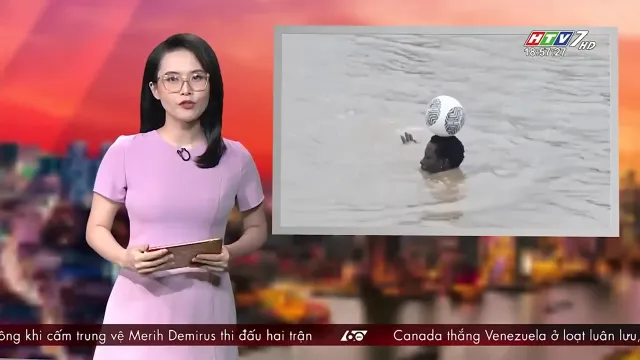 HTV7 HD
18:57:27
ông khi cấm trung vệ Merih Demirus thi đấu hai trận
Canada thắng Venezuela ở loạt luân lưu,